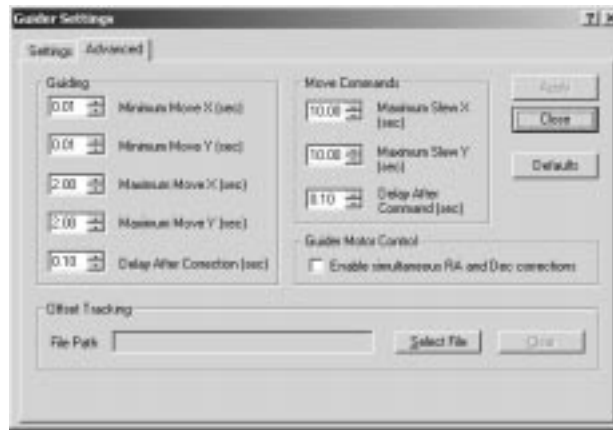 Guider Settings
Settings Advanced
Guiding
0.01 Minimum Move X (sec)
0.01 Minimum Move Y (sec)
2.00 Maximum Move X (sec)
2.00 Maximum Move Y (sec)
0.10 Delay After Correction (sec)
Move Commands
10.00 Maximum Slew X
(sec)
10.00 Maximum Slew Y
(sec)
0.10 Delay After
Command (sec)
Apply
Close
Defaults
Guider Motor Control
Enable simultaneous RA and Dec corrections
Offset Tracking
File Path
Select File
Clear